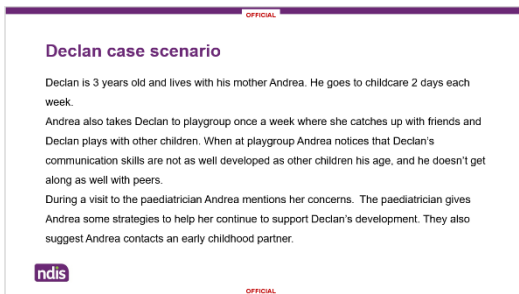 OFFICIAL
Declan case scenario
Declan is 3 years old and lives with his mother Andrea. He goes to childcare 2 days each
week.
Andrea also takes Declan to playgroup once a week where she catches up with friends and
Declan plays with other children. When at playgroup Andrea notices that Declan's
communication skills are not as well developed as other children his age, and he doesn't get
along as well with peers.
During a visit to the paediatrician Andrea mentions her concerns.  The paediatrician gives
Andrea some strategies to help her continue to support Declan's development. They also
suggest Andrea contacts an early childhood partner.
ndis
OFFICIAL